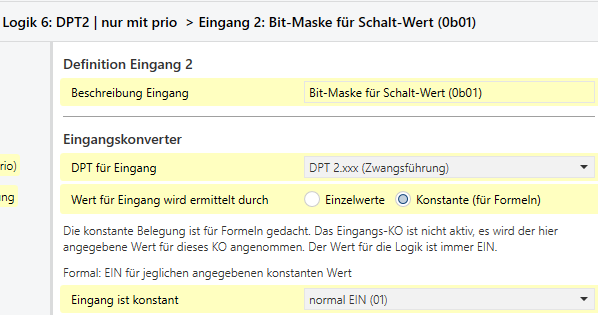 Logik 6: DPT2 | nur mit prio > Eingang 2: Bit-Maske für Schalt-Wert (0b01)
Definition Eingang 2
Beschreibung Eingang Bit-Maske für Schalt-Wert (0b01)
Eingangskonverter
rio)
DPT für Eingang DPT 2.xxx (Zwangsführung)
ng
Wert für Eingang wird ermittelt durch Einzelwerte Konstante (für Formeln)
Die konstante Belegung ist für Formeln gedacht. Das Eingangs-KO ist nicht aktiv, es wird der hier
angegebene Wert für dieses KO angenommen. Der Wert für die Logik ist immer EIN.
Formal: EIN für jeglichen angegebenen konstanten Wert
Eingang ist konstant normal EIN (01)